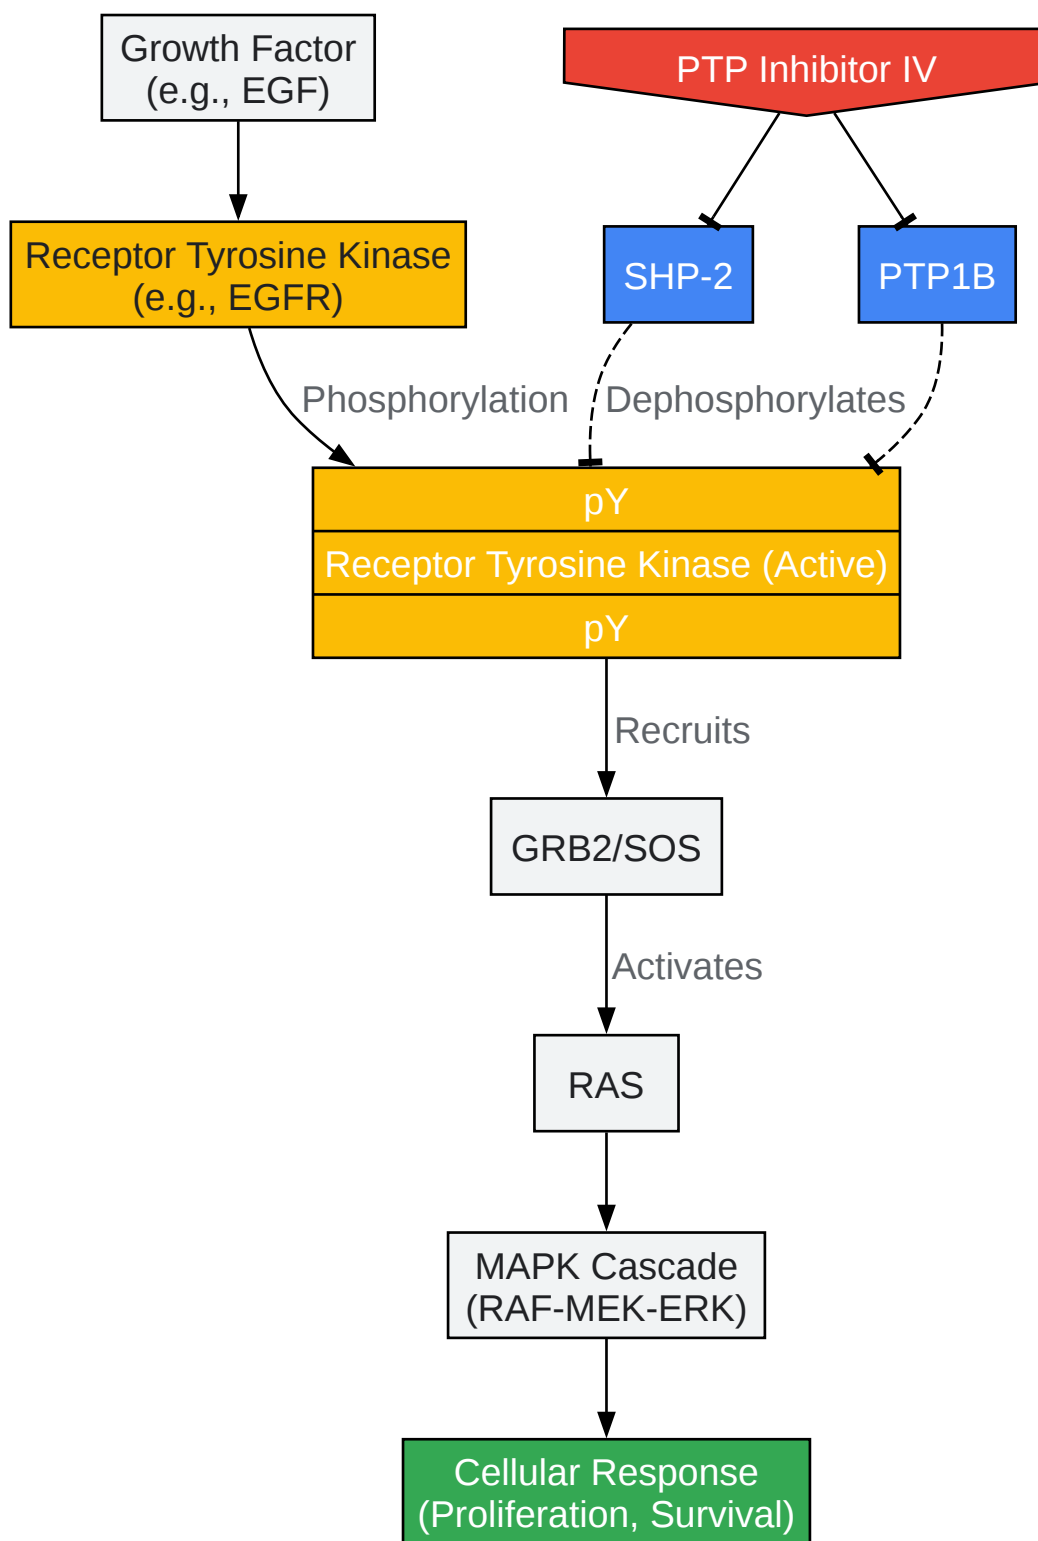 Growth Factor
(e.g., EGF)
PTP Inhibitor IV
Receptor Tyrosine Kinase
(e.g., EGFR)
SHP-2
PTP1B
Phosphorylation
Dephosphorylates
pY
Receptor Tyrosine Kinase (Active)
pY
Recruits
GRB2/SOS
Activates
RAS
MAPK Cascade
(RAF-MEK-ERK)
Cellular Response
(Proliferation, Survival)